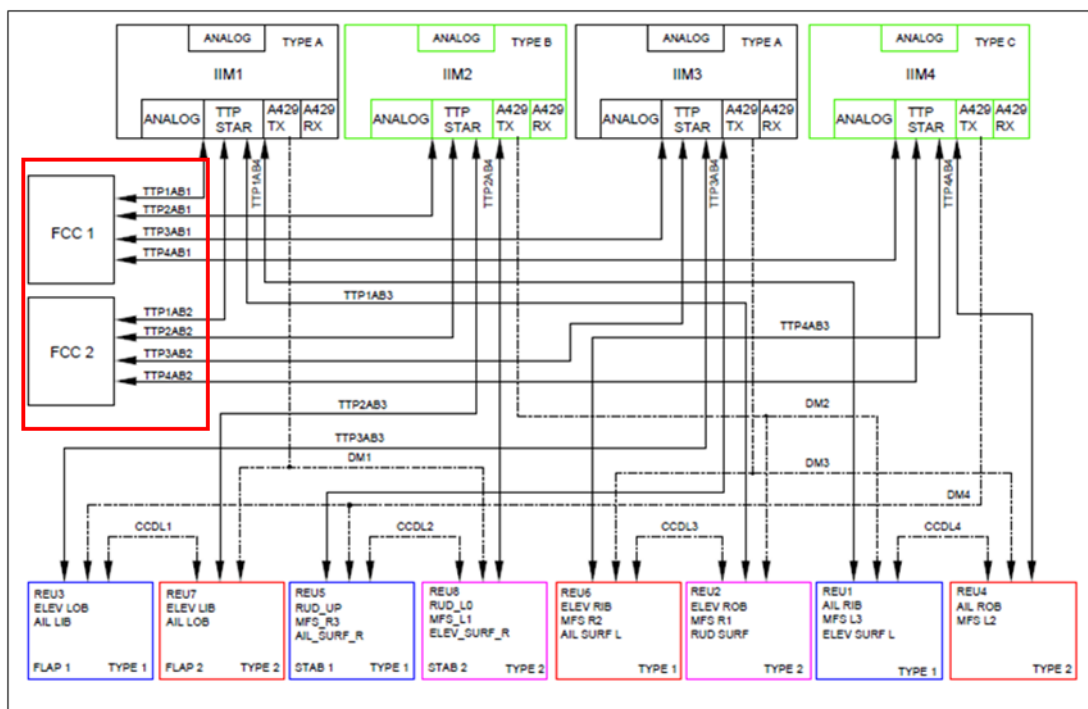 ANALOG TYPE A
IIM1
ANALOG TTP STAR A429 TX A429 RX
ANALOG TYPE B
IIM2
ANALOG TTP STAR A429 TX A429 RX
ANALOG TYPE A
IIM3
ANALOG TTP STAR A429 TX A429 RX
ANALOG TYPE C
IIM4
ANALOG TTP STAR A429 TX A429 RX
TTP1AB4
TTP2AB4
TTP3AB4
TTP4AB4
FCC 1
TTP1AB1
TTP2AB1
TTP3AB1
TTP4AB1
FCC 2
TTP1AB2
TTP2AB2
TTP3AB2
TTP4AB2
TTP1AB3
TTP4AB3
TTP2AB3
TTP3AB3
DM1
DM2
DM3
DM4
CCDL1
CCDL2
CCDL3
CCDL4
REU3
ELEV LOB
AIL LIB
FLAP 1 TYPE 1
REU7
ELEV LIB
AIL LOB
FLAP 2 TYPE 2
REU5
RUD_UP
MFS_R3
AIL_SURF_R
STAB 1 TYPE 1
REU8
RUD_L0
MFS_L1
ELEV_SURF_R
STAB 2 TYPE 2
REU6
ELEV RIB
MFS R2
AIL SURF L
TYPE 1
REU2
ELEV ROB
MFS R1
RUD SURF
TYPE 2
REU1
AIL RIB
MFS L3
ELEV SURF L
TYPE 1
REU4
AIL ROB
MFS L2
TYPE 2